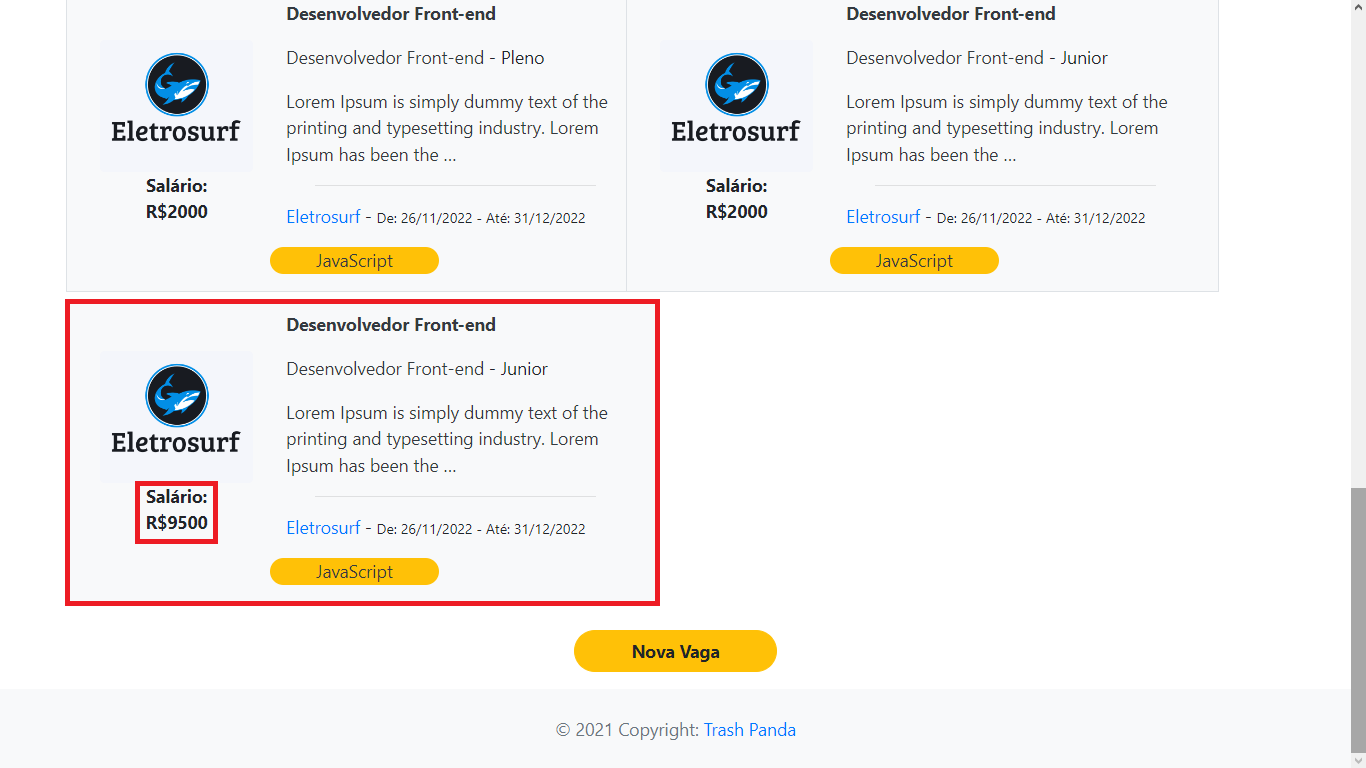 Desenvolvedor Front-end
Desenvolvedor Front-end - Pleno
Lorem Ipsum is simply dummy text of the
printing and typesetting industry. Lorem
Ipsum has been the ...
Eletrosurf
Salário:
R$2000
Eletrosurf - De: 26/11/2022 - Até: 31/12/2022
JavaScript
Desenvolvedor Front-end
Desenvolvedor Front-end - Junior
Lorem Ipsum is simply dummy text of the
printing and typesetting industry. Lorem
Ipsum has been the ...
Eletrosurf
Salário:
R$2000
Eletrosurf - De: 26/11/2022 - Até: 31/12/2022
JavaScript
Desenvolvedor Front-end
Desenvolvedor Front-end - Junior
Lorem Ipsum is simply dummy text of the
printing and typesetting industry. Lorem
Ipsum has been the ...
Eletrosurf
Salário:
R$9500
Eletrosurf - De: 26/11/2022 - Até: 31/12/2022
JavaScript
Nova Vaga
© 2021 Copyright: Trash Panda